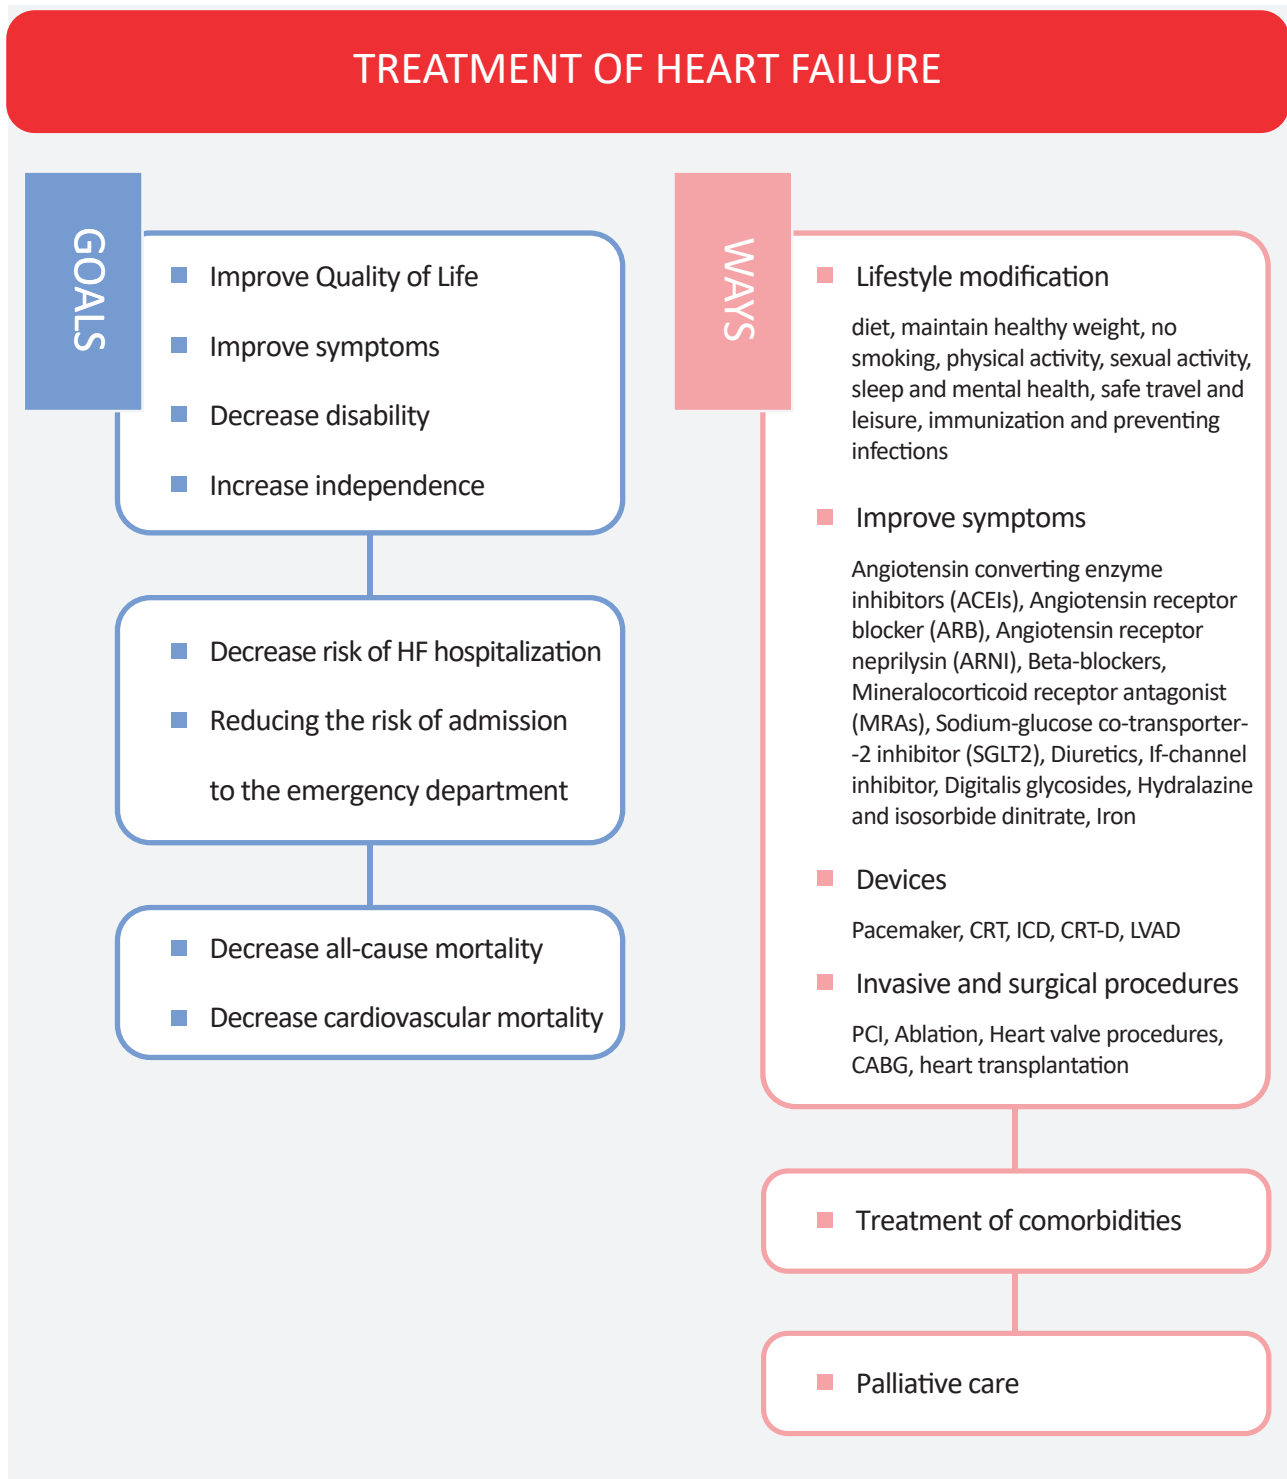 TREATMENT OF HEART FAILURE
GOALS
Improve Quality of Life
Improve symptoms
Decrease disability
Increase independence
Decrease risk of HF hospitalization
Reducing the risk of admission
to the emergency department
Decrease all-cause mortality
Decrease cardiovascular mortality
WAYS
Lifestyle modification
diet, maintain healthy weight, no
smoking, physical activity, sexual activity,
sleep and mental health, safe travel and
leisure, immunization and preventing
infections
Improve symptoms
Angiotensin converting enzyme
inhibitors (ACEIs), Angiotensin receptor
blocker (ARB), Angiotensin receptor
neprilysin (ARNI), Beta-blockers,
Mineralocorticoid receptor antagonist
(MRAs), Sodium-glucose co-transporter-
-2 inhibitor (SGLT2), Diuretics, If-channel
inhibitor, Digitalis glycosides, Hydralazine
and isosorbide dinitrate, Iron
Devices
Pacemaker, CRT, ICD, CRT-D, LVAD
Invasive and surgical procedures
PCI, Ablation, Heart valve procedures,
CABG, heart transplantation
Treatment of comorbidities
Palliative care